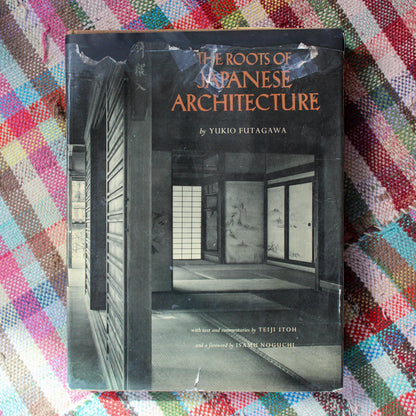 THE ROOTS OF
JAPANESE
ARCHITECTURE
by YUKIO FUTAGAWA
with text and commentaries by TEIJI ITOH
and a foreword by ISAMU NOGUCHI